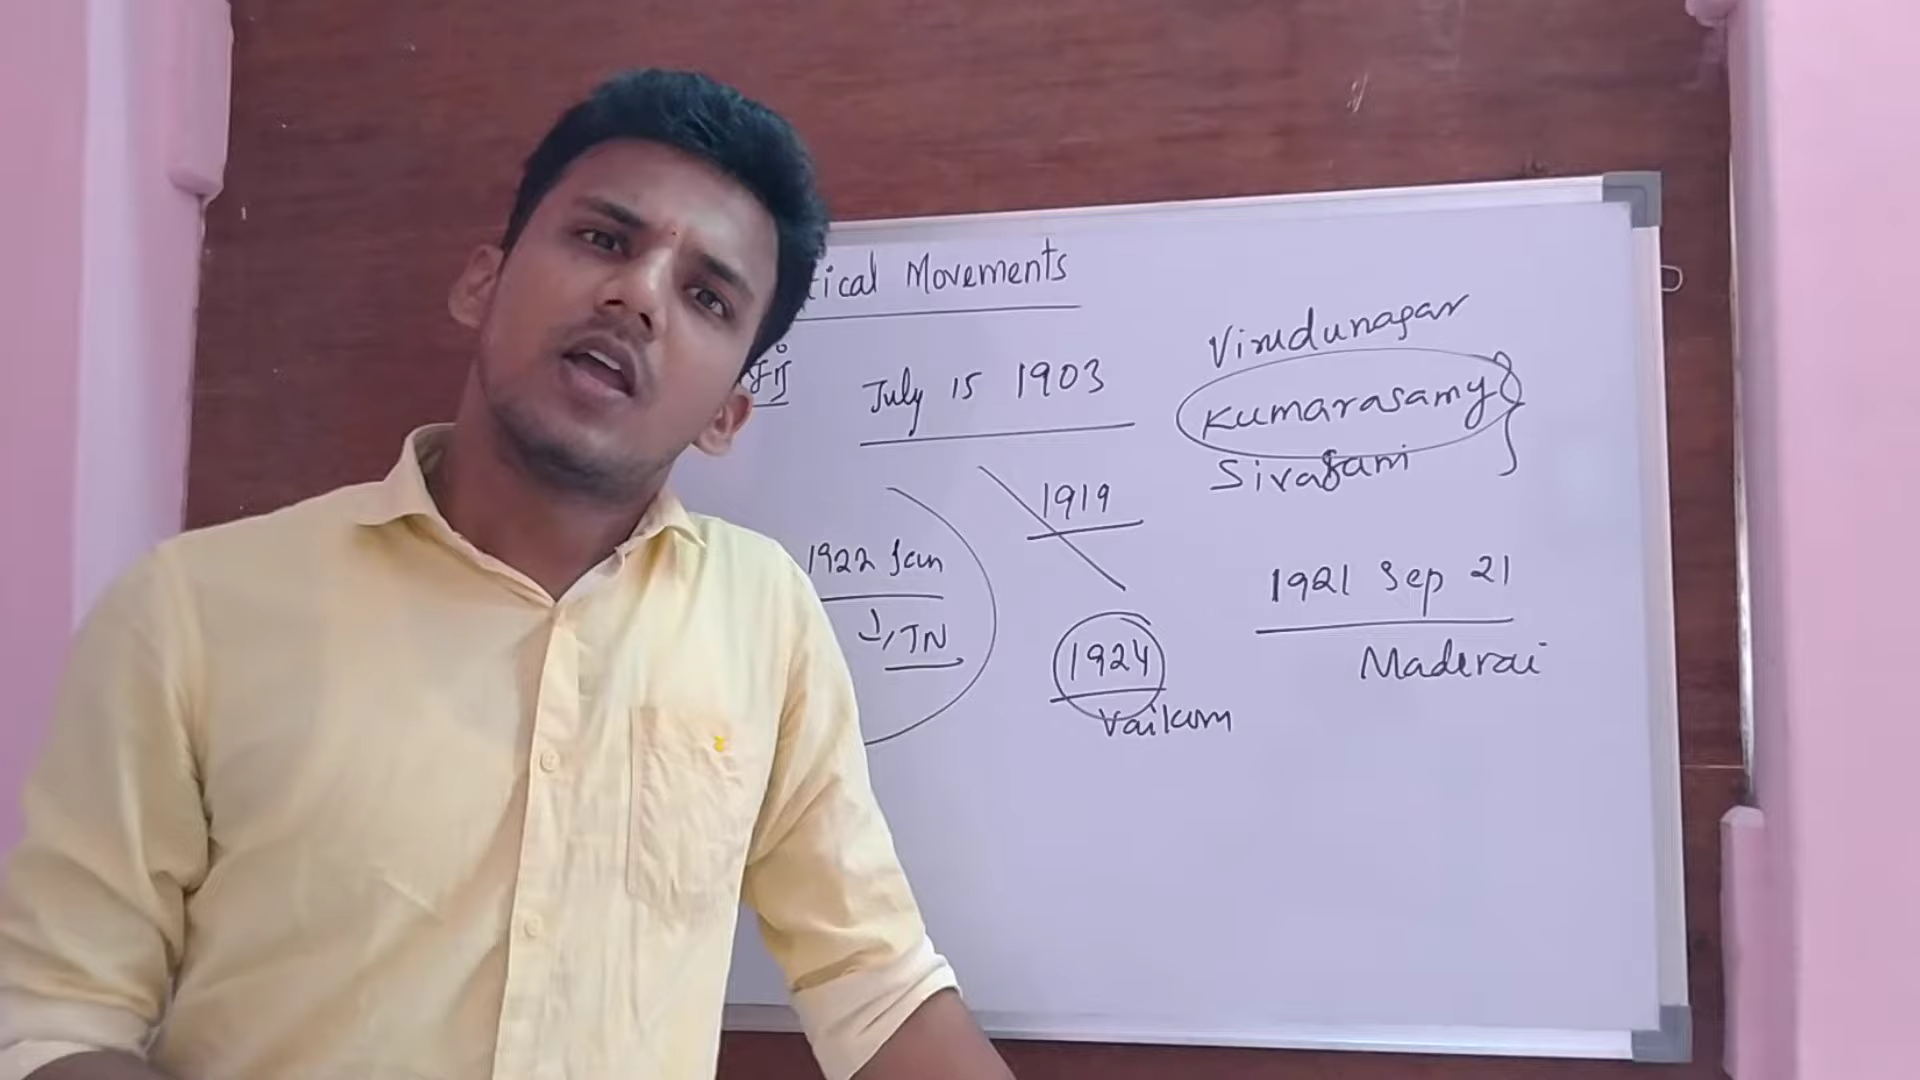 tical Movements
July 15 1903
Virudunagar
Kumarasamy
Sivagami
1919
1922 Jan
TN
1921 Sep 21
Madurai
1924
Vaikom